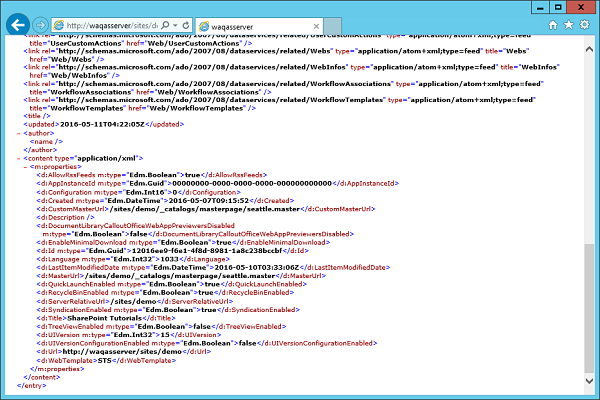 http://waqasserver/sites/d
waqasserver
<link rel="http://schemas.microsoft.com/ado/2007/08/dataservices/related/UserCustomActions" type="application/atom+xml;type=feed"
title="UserCustomActions" href="Web/UserCustomActions" />
<link rel="http://schemas.microsoft.com/ado/2007/08/dataservices/related/Webs" type="application/atom+xml;type=feed" title="Webs"
href="Web/Webs" />
<link rel="http://schemas.microsoft.com/ado/2007/08/dataservices/related/WebInfos" type="application/atom+xml;type=feed" title="WebInfos"
href="Web/WebInfos" />
<link rel="http://schemas.microsoft.com/ado/2007/08/dataservices/related/WorkflowAssociations" type="application/atom+xml;type=feed"
title="WorkflowAssociations" href="Web/WorkflowAssociations" />
<link rel="http://schemas.microsoft.com/ado/2007/08/dataservices/related/WorkflowTemplates" type="application/atom+xml;type=feed"
title="WorkflowTemplates" href="Web/WorkflowTemplates" />
<title />
<updated>2016-05-11T04:22:05Z</updated>
- <author>
<name />
</author>
- <content type="application/xml">
- <m:properties>
<d:AllowRssFeeds m:type="Edm.Boolean">true</d:AllowRssFeeds>
<d:AppInstanceId m:type="Edm.Guid">00000000-0000-0000-0000-000000000000</d:AppInstanceId>
<d:Configuration m:type="Edm.Int16">0</d:Configuration>
<d:Created m:type="Edm.DateTime">2016-05-07T09:15:52</d:Created>
<d:CustomMasterUrl>/sites/demo/_catalogs/masterpage/seattle.master</d:CustomMasterUrl>
<d:Description />
<d:DocumentLibraryCalloutOfficeWebAppPreviewersDisabled
m:type="Edm.Boolean">false</d:DocumentLibraryCalloutOfficeWebAppPreviewersDisabled>
<d:EnableMinimalDownload m:type="Edm.Boolean">true</d:EnableMinimalDownload>
<d:Id m:type="Edm.Guid">12016ee9-f6e1-4f8d-8981-1a8c238bccbf</d:Id>
<d:Language m:type="Edm.Int32">1033</d:Language>
<d:LastItemModifiedDate m:type="Edm.DateTime">2016-05-10T03:33:06Z</d:LastItemModifiedDate>
<d:MasterUrl>/sites/demo/_catalogs/masterpage/seattle.master</d:MasterUrl>
<d:QuickLaunchEnabled m:type="Edm.Boolean">true</d:QuickLaunchEnabled>
<d:RecycleBinEnabled m:type="Edm.Boolean">true</d:RecycleBinEnabled>
<d:ServerRelativeUrl>/sites/demo</d:ServerRelativeUrl>
<d:SyndicationEnabled m:type="Edm.Boolean">true</d:SyndicationEnabled>
<d:Title>SharePoint Tutorials</d:Title>
<d:TreeViewEnabled m:type="Edm.Boolean">false</d:TreeViewEnabled>
<d:UIVersion m:type="Edm.Int32">15</d:UIVersion>
<d:UIVersionConfigurationEnabled m:type="Edm.Boolean">false</d:UIVersionConfigurationEnabled>
<d:Url>http://waqasserver/sites/demo</d:Url>
<d:WebTemplate>STS</d:WebTemplate>
</m:properties>
</content>
</entry>